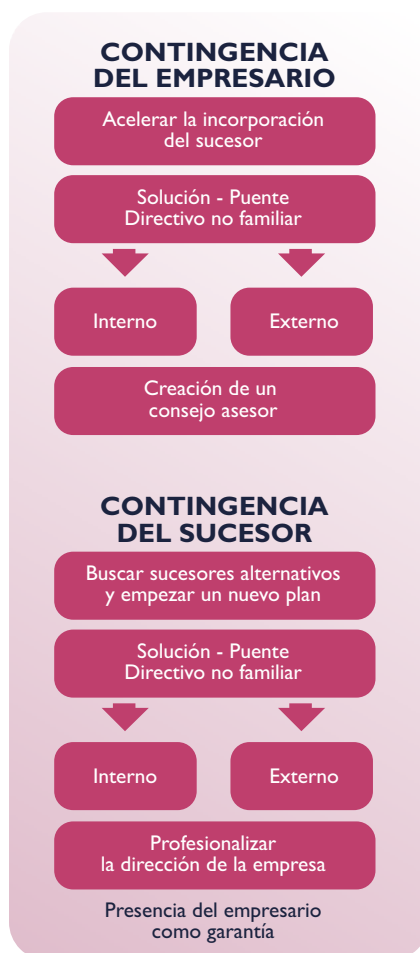 CONTINGENCIA
DEL EMPRESARIO
Acelerar la incorporación
del sucesor
Solución - Puente
Directivo no familiar
Interno
Externo
Creación de un
consejo asesor
CONTINGENCIA
DEL SUCESOR
Buscar sucesores alternativos
y empezar un nuevo plan
Solución - Puente
Directivo no familiar
Interno
Externo
Profesionalizar
la dirección de la empresa
Presencia del empresario
como garantía